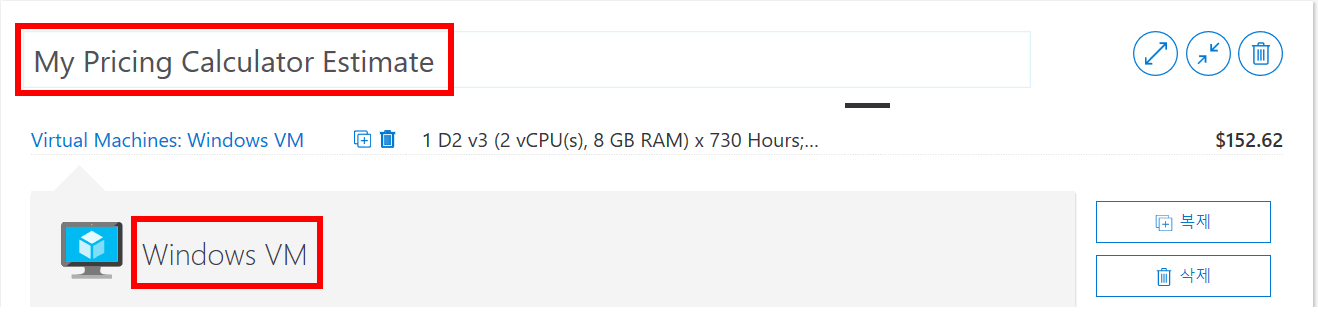 My Pricing Calculator Estimate
Virtual Machines: Windows VM 1 D2 v3 (2 vCPU(s), 8 GB RAM) x 730 Hours;... $152.62
Windows VM
복제
삭제